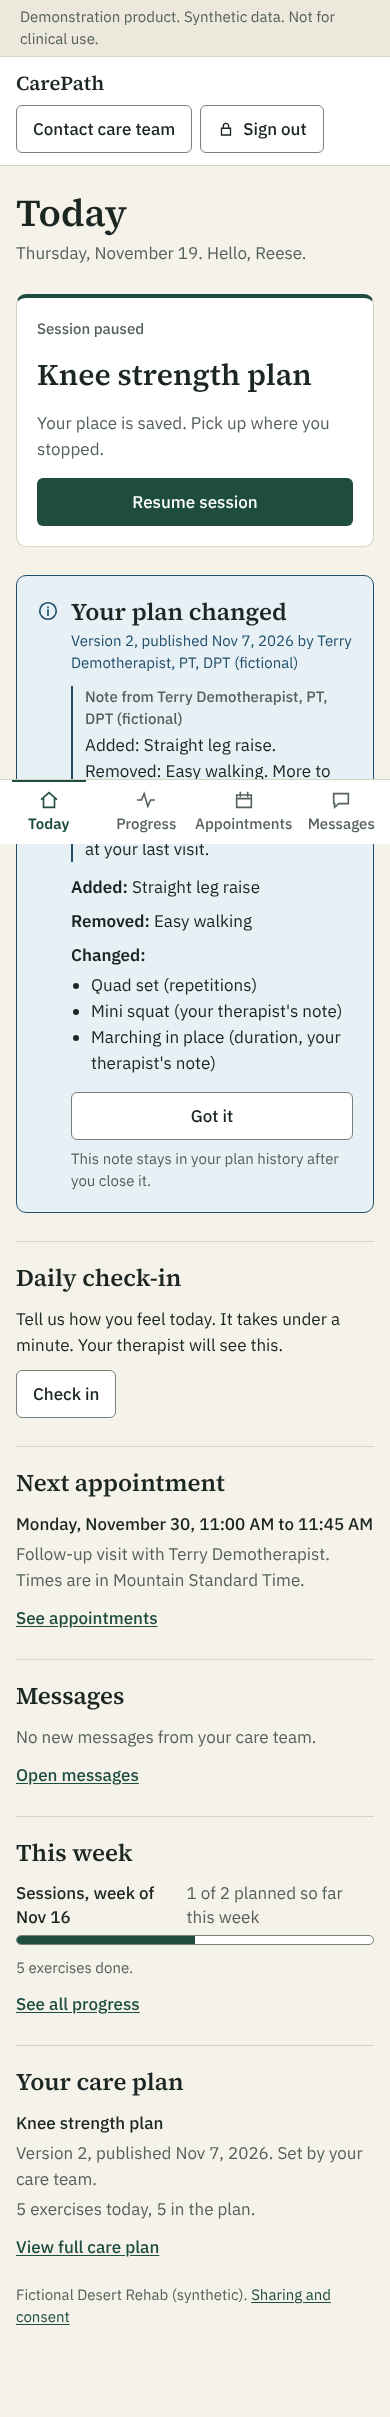 Demonstration product. Synthetic data. Not for
clinical use.
CarePath
Contact care team
Sign out
Today
Thursday, November 19. Hello, Reese.
Session paused
Knee strength plan
Your place is saved. Pick up where you
stopped.
Resume session
Your plan changed
Version 2, published Nov 7, 2026 by Terry
Demotherapist, PT, DPT (fictional)
Note from Terry Demotherapist, PT,
DPT (fictional)
Added: Straight leg raise.
Removed: Easy walking. More to
Today
Progress
Appointments
Messages
at your last visit.
Added: Straight leg raise
Removed: Easy walking
Changed:
Quad set (repetitions)
Mini squat (your therapist's note)
Marching in place (duration, your
therapist's note)
Got it
This note stays in your plan history after
you close it.
Daily check-in
Tell us how you feel today. It takes under a
minute. Your therapist will see this.
Check in
Next appointment
Monday, November 30, 11:00 AM to 11:45 AM
Follow-up visit with Terry Demotherapist.
Times are in Mountain Standard Time.
See appointments
Messages
No new messages from your care team.
Open messages
This week
Sessions, week of
Nov 16
1 of 2 planned so far
this week
5 exercises done.
See all progress
Your care plan
Knee strength plan
Version 2, published Nov 7, 2026. Set by your
care team.
5 exercises today, 5 in the plan.
View full care plan
Fictional Desert Rehab (synthetic). Sharing and
consent